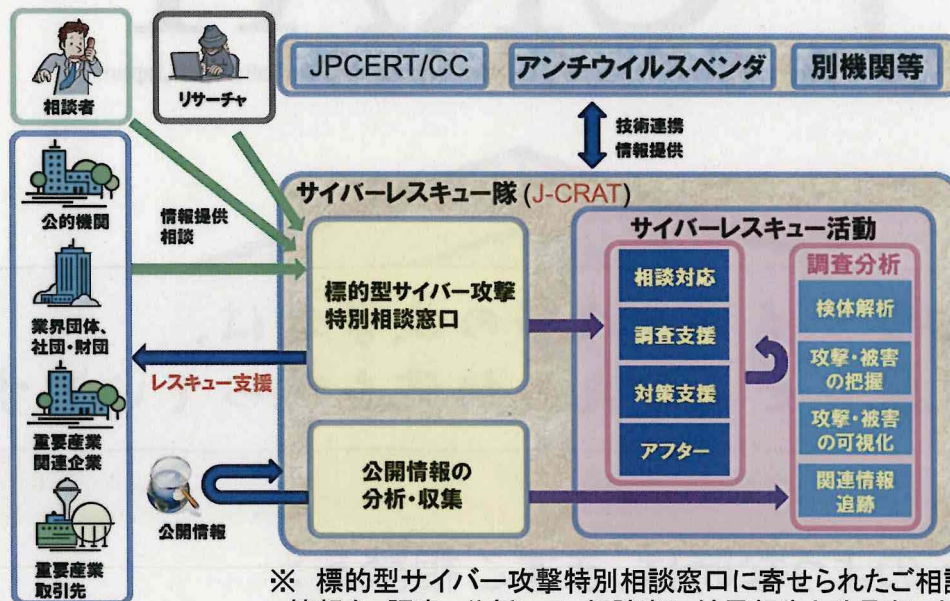 相談者
リサーチャ
JPCERT/CC
アンチウイルスベンダ
別機関等
技術連携
情報提供
公的機関
業界団体、
社団・財団
重要産業
関連企業
重要産業
取引先
情報提供
相談
レスキュー支援
公開情報
サイバーレスキュー隊 (J-CRAT)
標的型サイバー攻撃
特別相談窓口
公開情報の
分析・収集
サイバーレスキュー活動
相談対応
調査支援
対策支援
アフター
調査分析
検体解析
攻撃・被害
の把握
攻撃・被害
の可視化
関連情報
追跡
※ 標的型サイバー攻撃特別相談窓口に寄せられたご相談